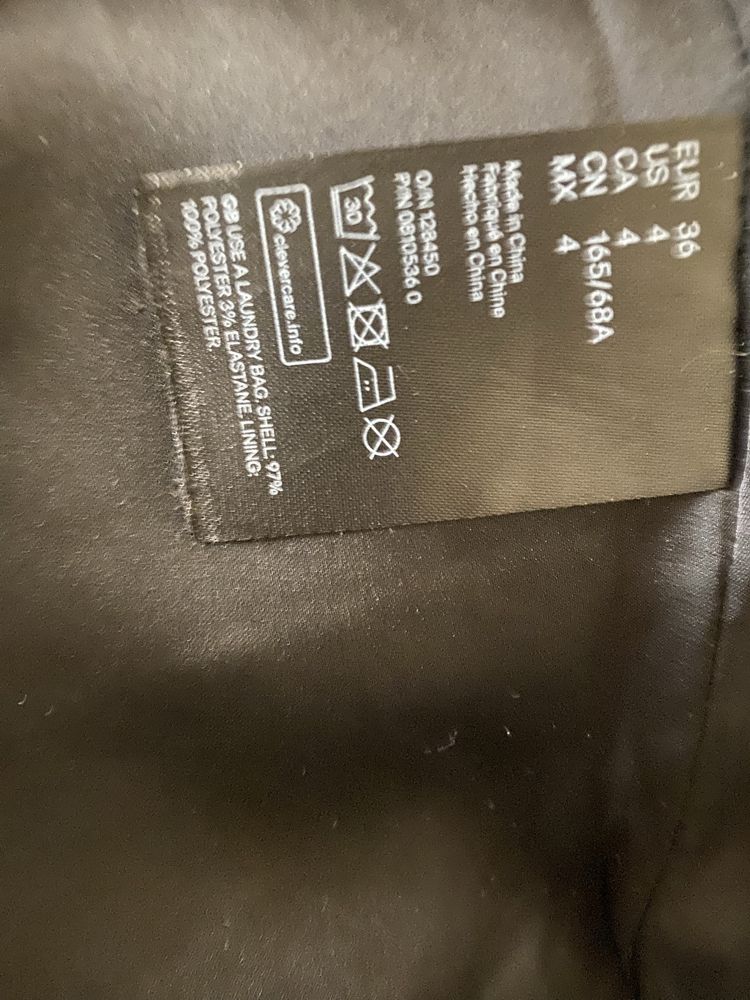 EUR 36
US 4
CA 4
CN 165/68A
MX 4
Made in China
Fabriqué en Chine
Hecho en China
O/N 128450
P/N 0810536 0
30
clevercare.info
GB USE A LAUNDRY BAG. SHELL: 97%
POLYESTER 3% ELASTANE. LINING:
100% POLYESTER.